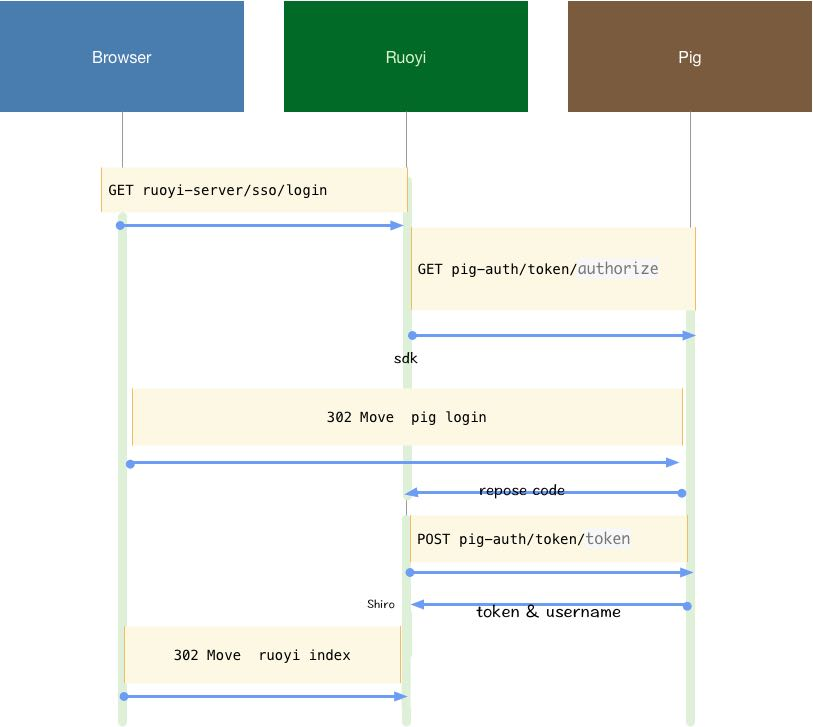 Browser
Ruoyi
Pig
GET ruoyi-server/sso/login
GET pig-auth/token/authorize
sdk
302 Move  pig login
repose code
POST pig-auth/token/token
Shiro
token & username
302 Move  ruoyi index